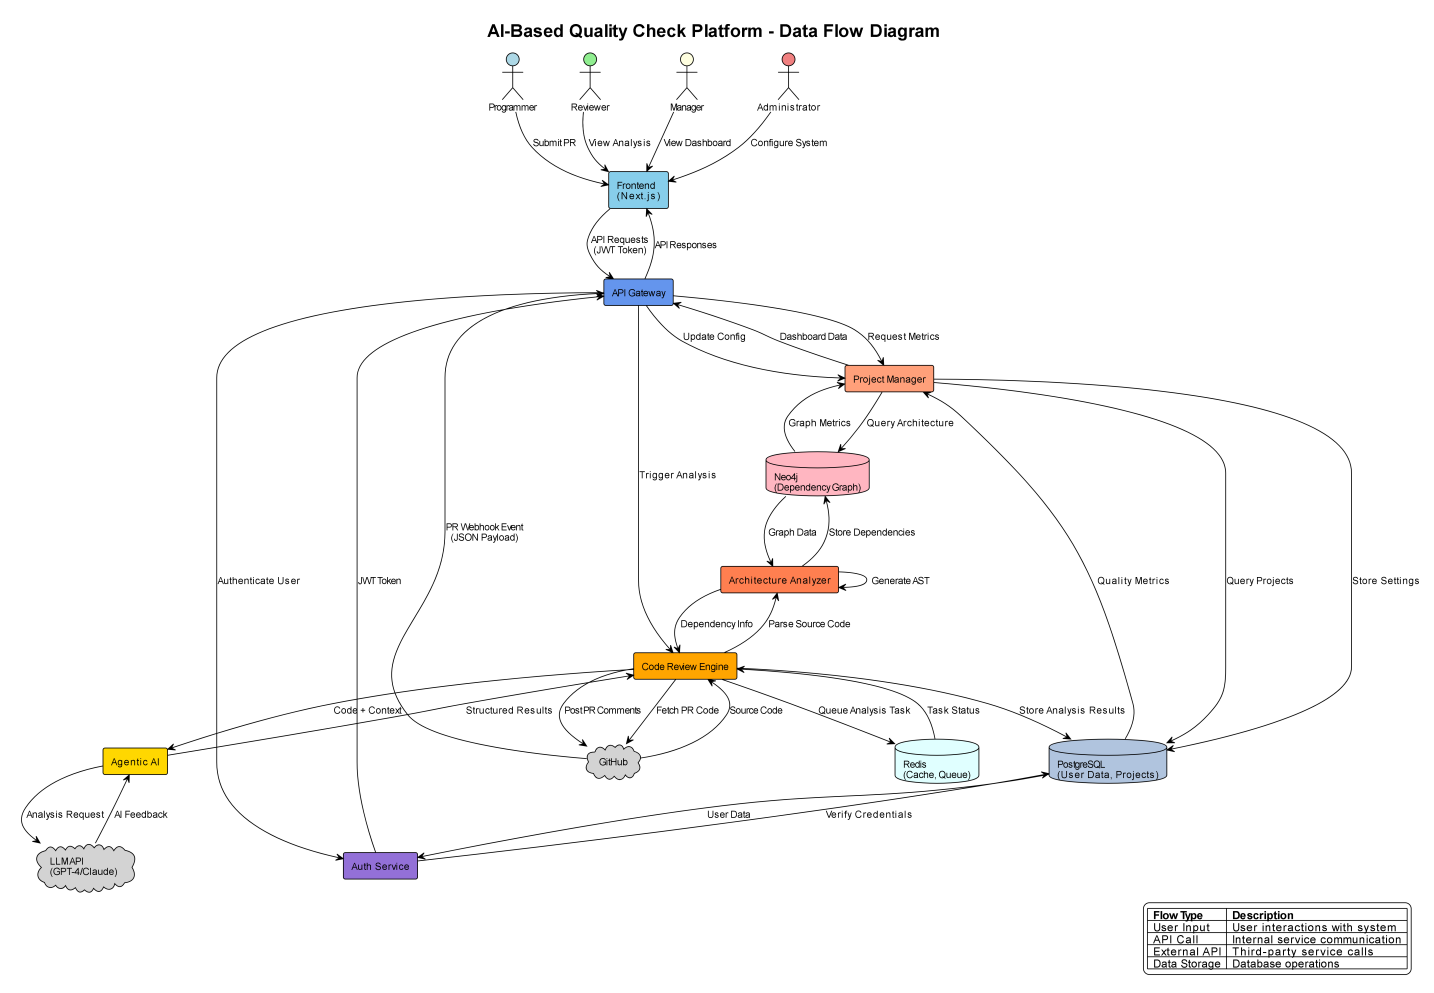 AI-Based Quality Check Platform - Data Flow Diagram
Programmer
Reviewer
Manager
Administrator
Submit PR
View Analysis
View Dashboard
Configure System
Frontend
(Next.js)
API Requests
(JWT Token)
API Responses
API Gateway
Update Config
Dashboard Data
Request Metrics
Project Manager
Graph Metrics
Query Architecture
Trigger Analysis
Neo4j
(Dependency Graph)
PR Webhook Event
(JSON Payload)
Graph Data
Store Dependencies
Authenticate User
JWT Token
Architecture Analyzer
Generate AST
Quality Metrics
Query Projects
Store Settings
Dependency Info
Parse Source Code
Code Review Engine
Code + Context
Structured Results
Post PR Comments
Fetch PR Code
Source Code
Queue Analysis Task
Task Status
Store Analysis Results
Agentic AI
GitHub
Redis
(Cache, Queue)
PostgreSQL
(User Data, Projects)
Analysis Request
AI Feedback
User Data
Verify Credentials
LLM API
(GPT-4/Claude)
Auth Service
Flow Type Description
User Input User interactions with system
API Call Internal service communication
External API Third-party service calls
Data Storage Database operations